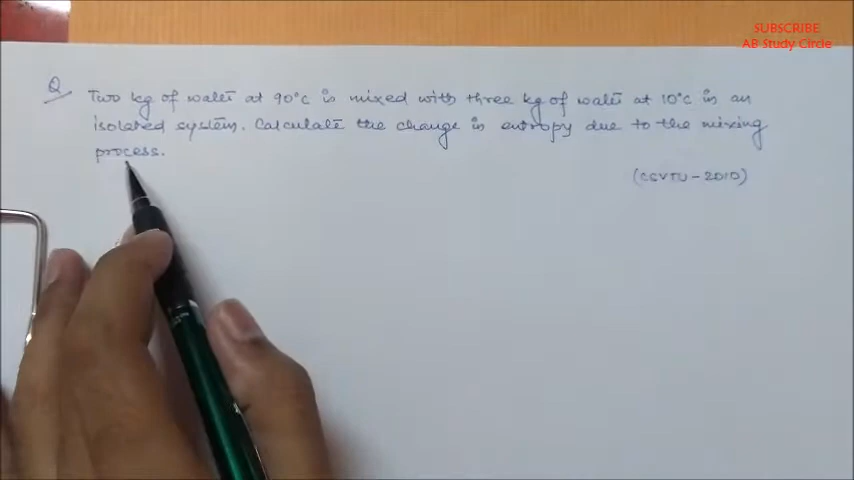 SUBSCRIBE
AB Study Circle
Q Two kg of water at 90°C is mixed with three kg of water at 10°C in an
isolated system. Calculate the change in entropy due to the mixing
process.
(CSVTU - 2010)